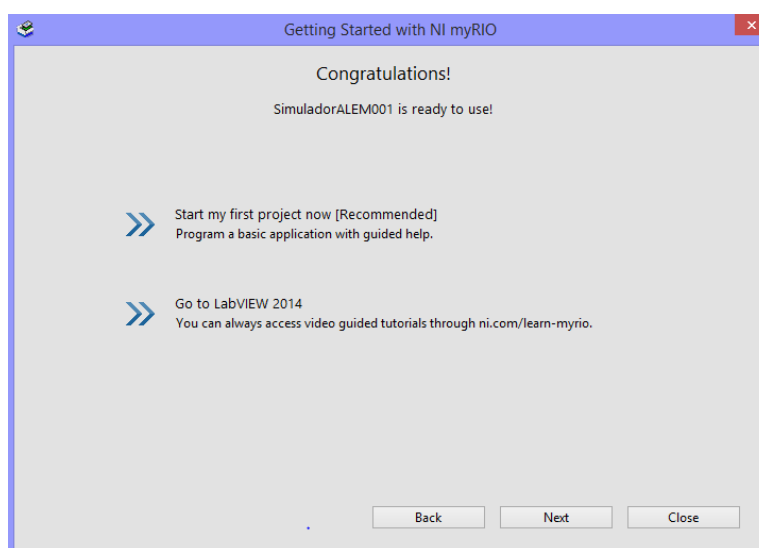 Getting Started with NI myRIO
Congratulations!
SimuladorALEM001 is ready to use!
Start my first project now [Recommended]
Program a basic application with guided help.
Go to LabVIEW 2014
You can always access video guided tutorials through ni.com/learn-myrio.
Back Next Close